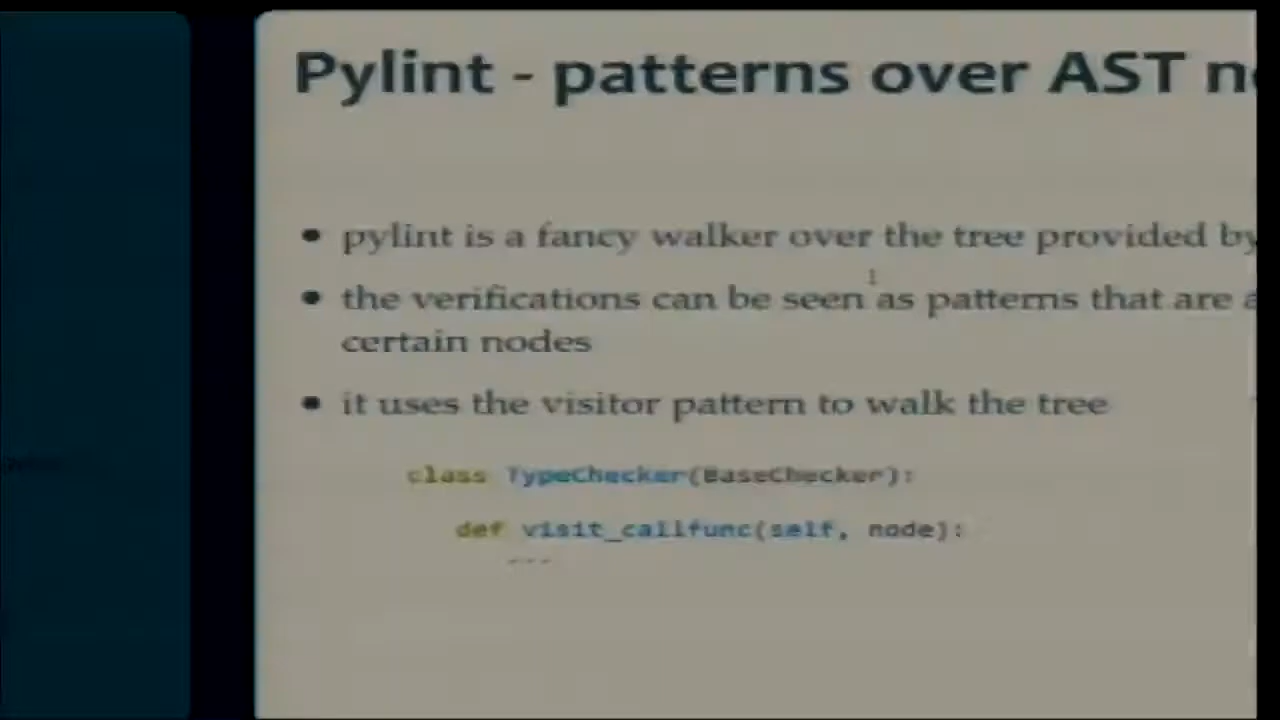 Pylint - patterns over AST
pylint is a fancy walker over the tree provided by
the verifications can be seen as patterns that are
certain nodes
it uses the visitor pattern to walk the tree
class TypeChecker(BaseChecker):
def visit_callfunc(self, node):
...